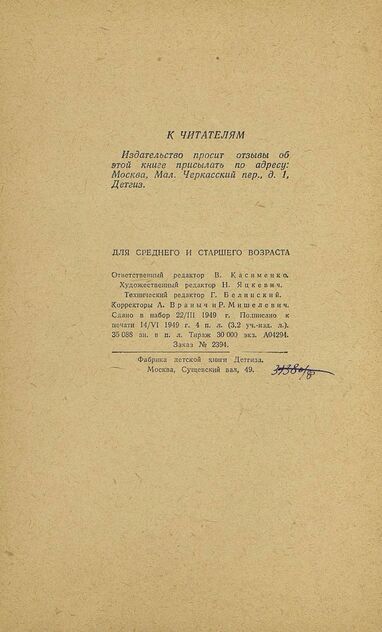 К ЧИТАТЕЛЯМ
Издательство просит отзывы об
этой книге присылать по адресу:
Москва, Мал. Черкасский пер., д. 1,
Детгиз.
ДЛЯ СРЕДНЕГО И СТАРШЕГО ВОЗРАСТА
Ответственный редактор В. Касименко.
Художественный редактор Н. Яцкевич.
Технический редактор Г. Белинский.
Корректоры Л. Враныч и Р. Мишелевич.
Сдано в набор 22/III 1949 г. Подписано к
печати 14/VI 1949 г. 4 п. л. (3,2 уч.-изд. л.).
35 088 зн. в п. л. Тираж 30 000 экз. А04294.
Заказ № 2394.
Фабрика детской книги Детгиза.
Москва, Сущевский вал, 49.